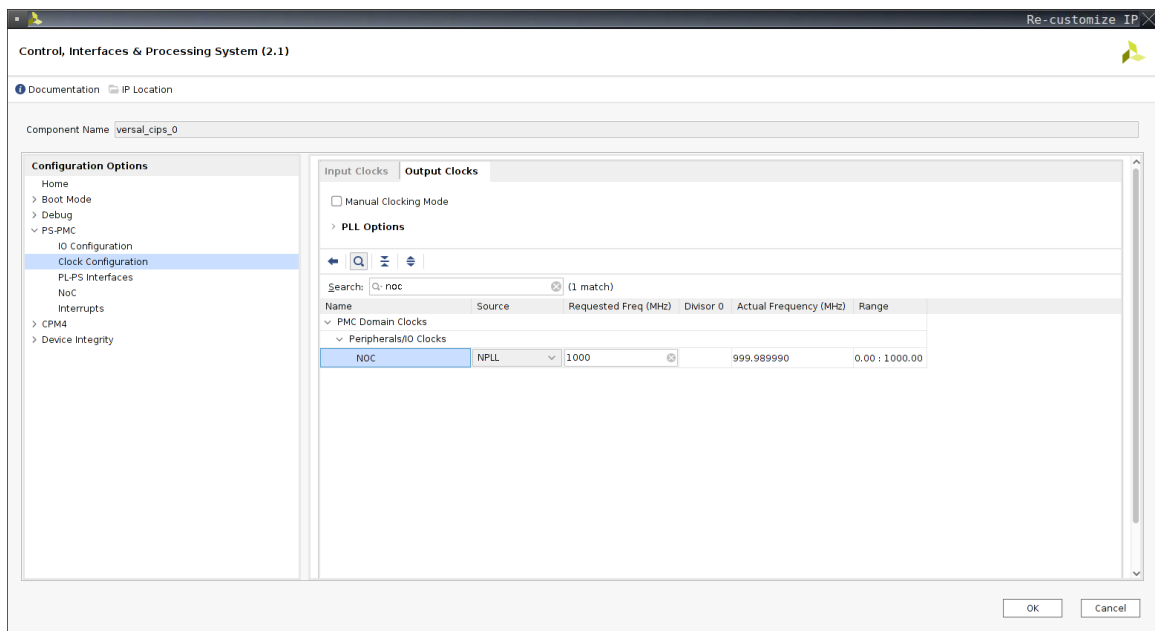 Re-customize IP
Control, Interfaces & Processing System (2.1)
Documentation IP Location
Component Name versal_cips_0
Configuration Options
Home
Boot Mode
Debug
PS-PMC
IO Configuration
Clock Configuration
PL-PS Interfaces
NoC
Interrupts
CPM4
Device Integrity
Input Clocks Output Clocks
Manual Clocking Mode
PLL Options
Search: noc (1 match)
Name Source Requested Freq (MHz) Divisor 0 Actual Frequency (MHz) Range
PMC Domain Clocks
Peripherals/IO Clocks
NOC NPLL 1000 999.989990 0.00 : 1000.00
OK Cancel